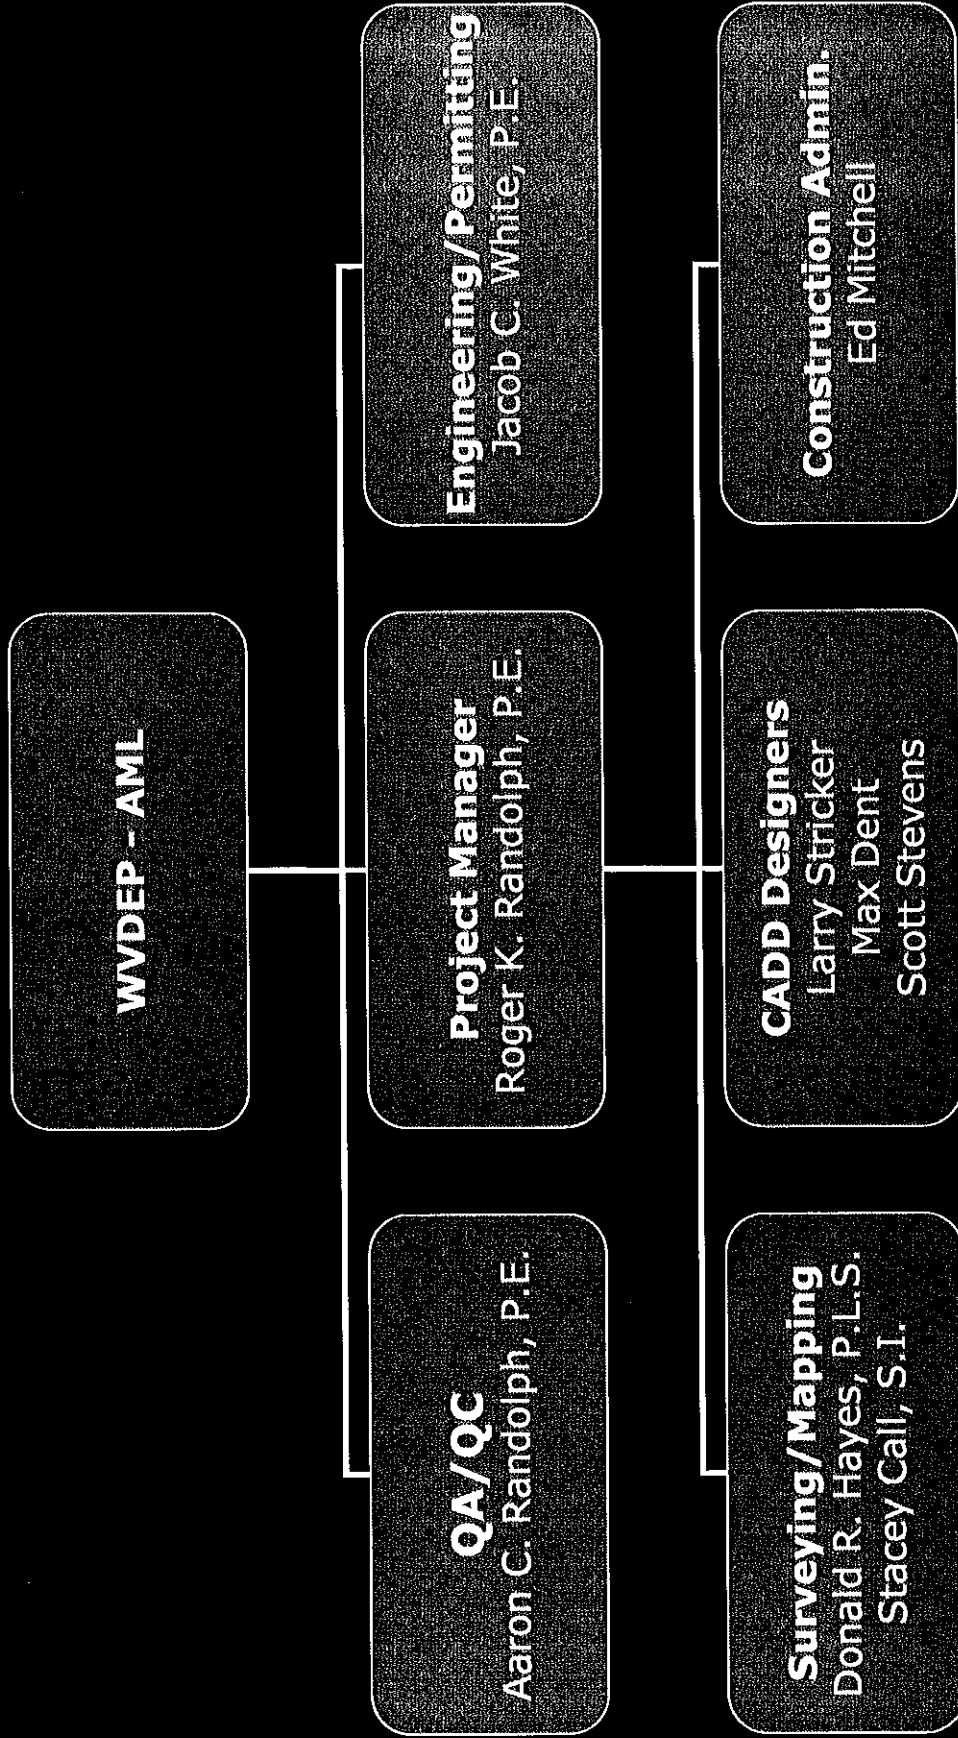 WVDEP - AML
QA/QC
Aaron C. Randolph, P.E.
Project Manager
Roger K. Randolph, P.E.
Engineering/Permitting
Jacob C. White, P.E.
Surveying/Mapping
Donald R. Hayes, P.L.S.
Stacey Call, S.I.
CADD Designers
Larry Stricker
Max Dent
Scott Stevens
Construction Admin.
Ed Mitchell